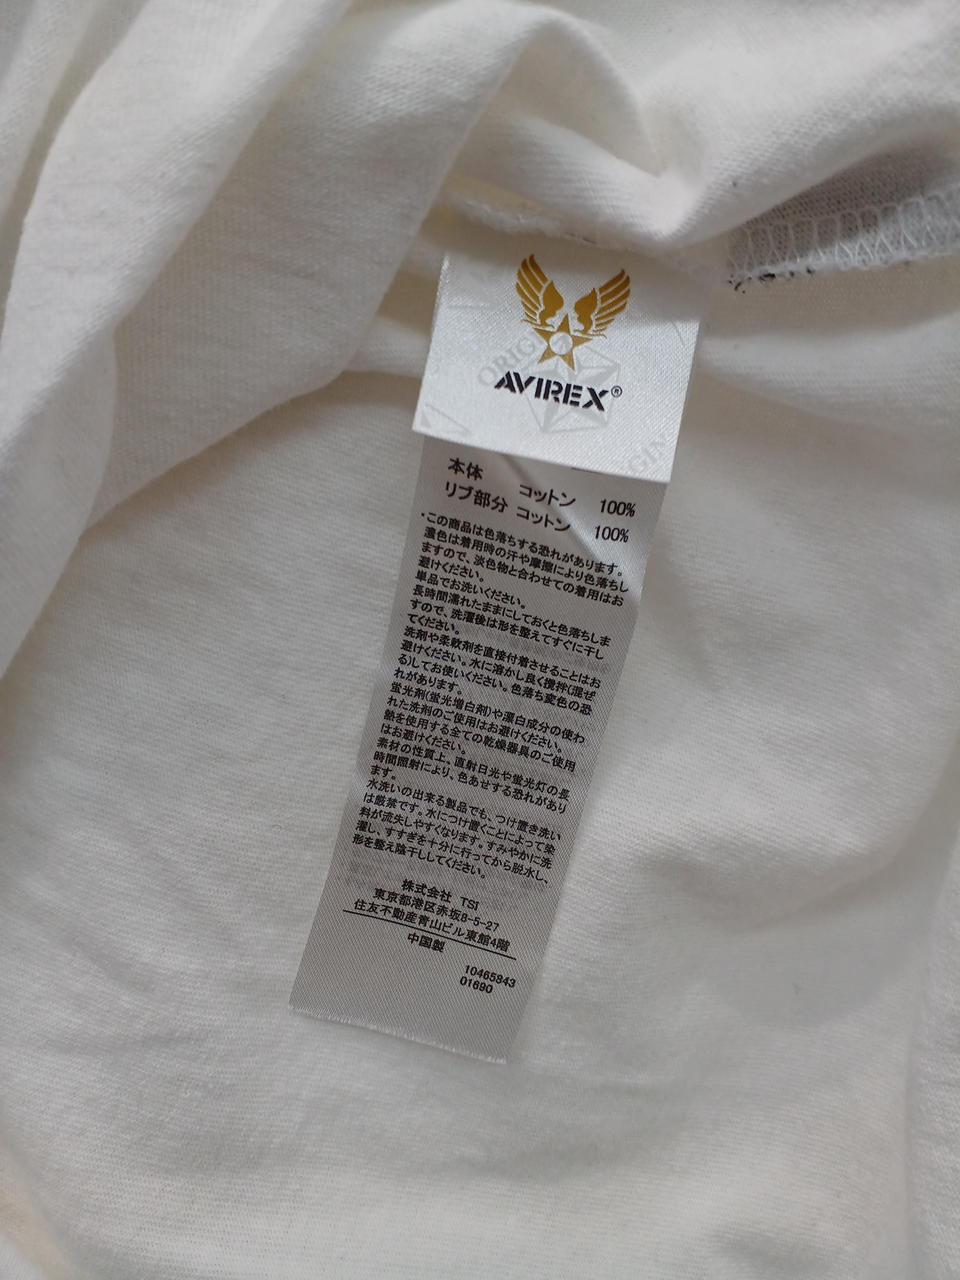 ORIGI
AVIREX®
GIN
本体 コットン 100%
リブ部分 コットン 100%
・この商品は色落ちする恐れがあります。
濃色は着用時の汗や摩擦により色落ちし
ますので、淡色物と合わせての着用はお
避けください。
単品でお洗いください。
長時間濡れたままにしておくと色落ちしま
すので、洗濯後は形を整えてすぐに干し
てください。
洗剤や柔軟剤を直接付着させることはお
避けください。水に溶かし良く攪拌(混ぜ
る)してお使いください。色落ち変色の恐
れがあります。
蛍光剤(蛍光増白剤)や漂白成分の使わ
れた洗剤のご使用はお避けください。
熱を使用する全ての乾燥器具のご使用
はお避けください。
素材の性質上、直射日光や蛍光灯の長
時間照射により、色あせする恐れがあり
ます。
水洗いの出来る製品でも、つけ置き洗い
は厳禁です。水につけ置くことによって染
料が流失しやすくなります。すみやかに洗
濯し、すすぎを十分に行ってから脱水し、
形を整え陰干ししてください。
株式会社 TSI
東京都港区赤坂8-5-27
住友不動産青山ビル東館4階
中国製
10465843
01690